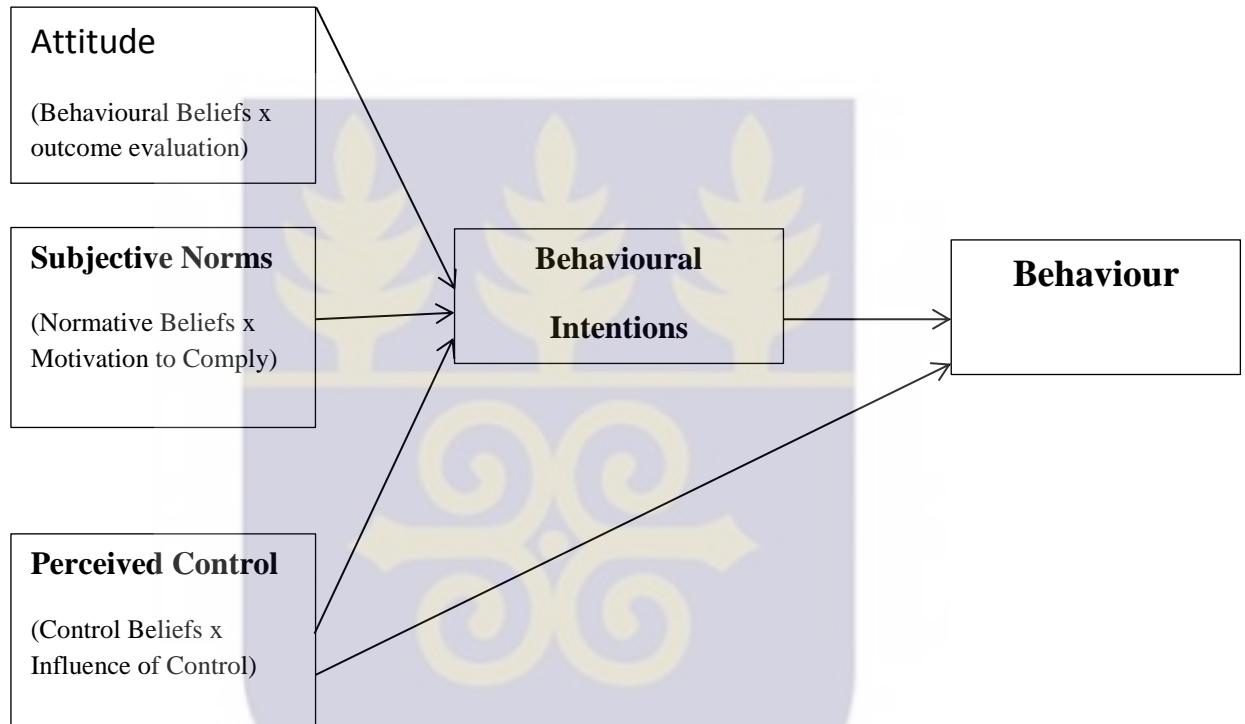 Attitude
(Behavioural Beliefs x
outcome evaluation)
Subjective Norms
(Normative Beliefs x
Motivation to Comply)
Perceived Control
(Control Beliefs x
Influence of Control)
Behavioural
Intentions
Behaviour